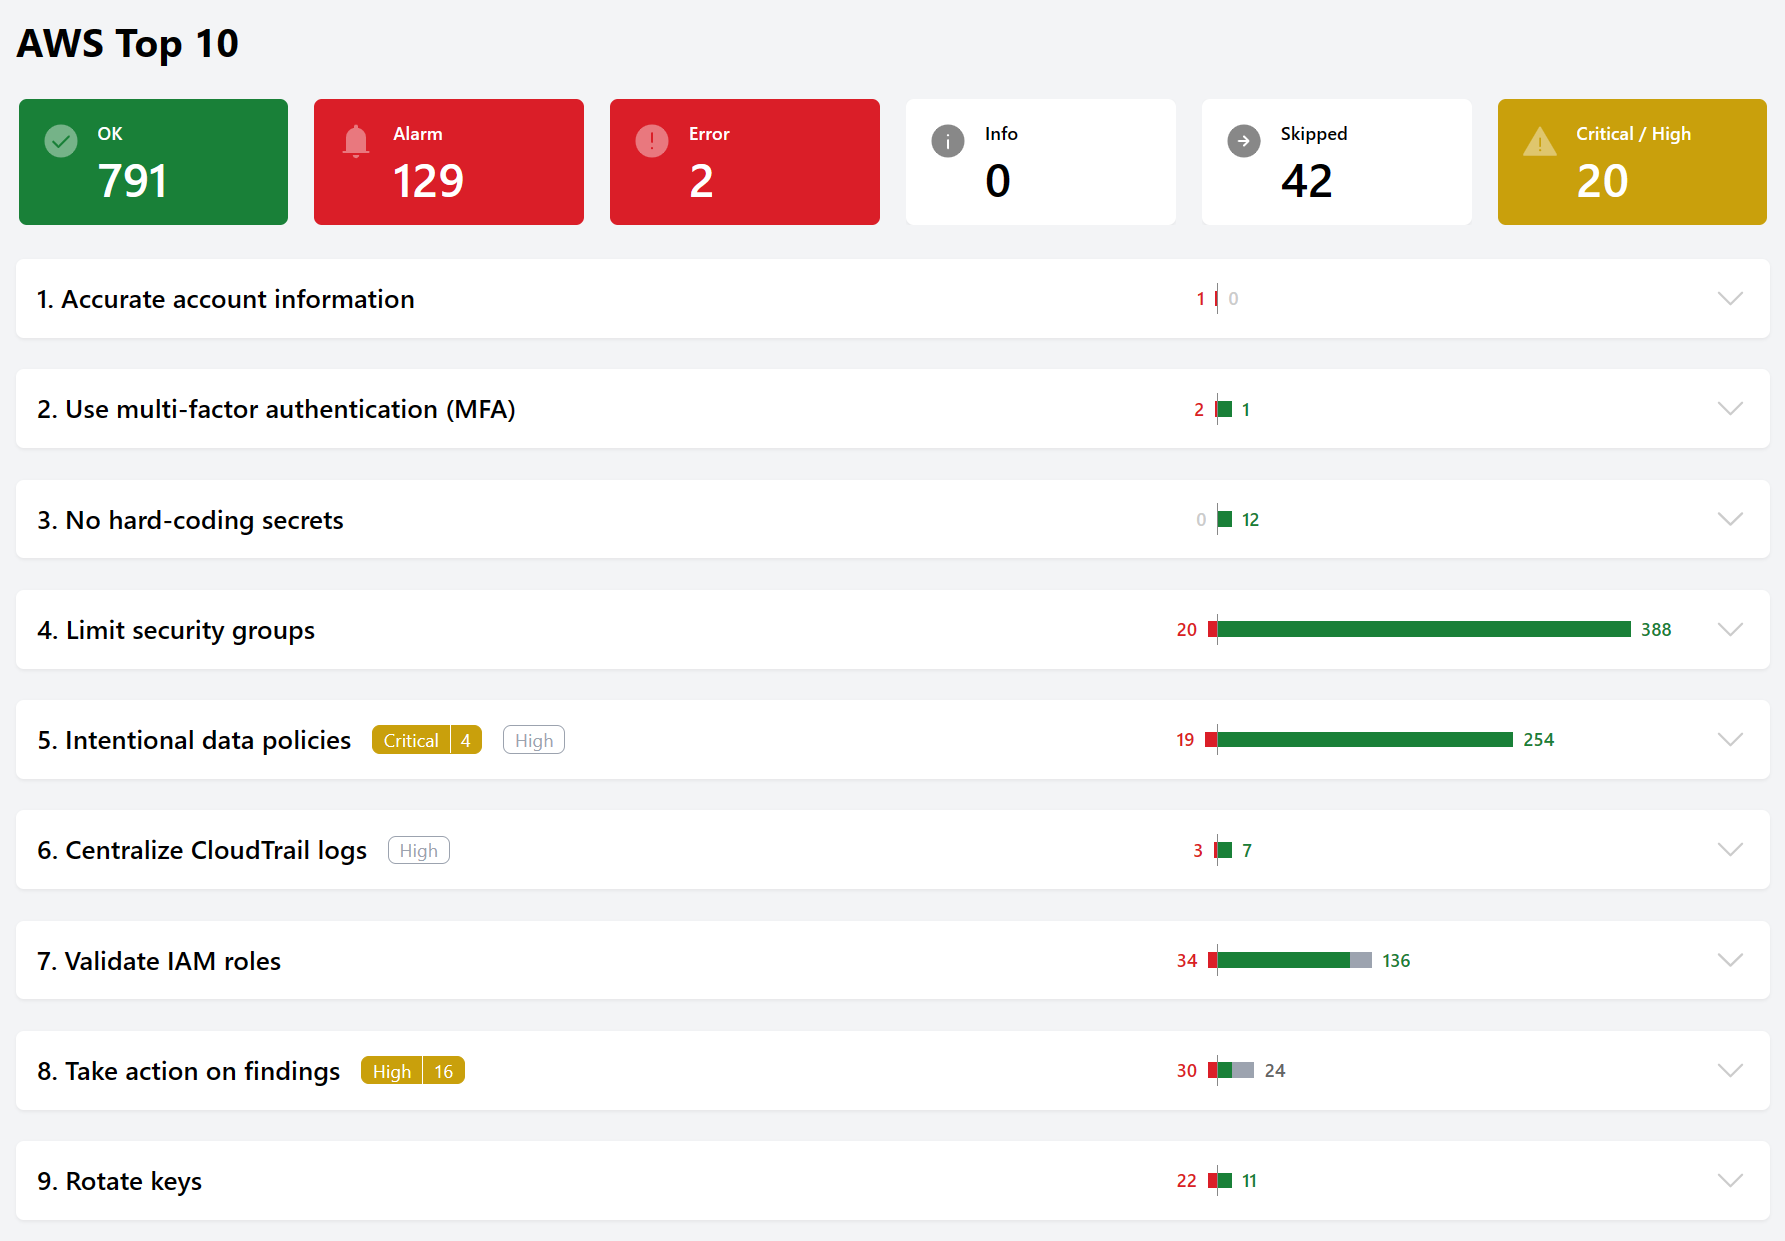 AWS Top 10
OK
791
Alarm
129
Error
2
Info
0
Skipped
42
Critical / High
20
1. Accurate account information 1 0
2. Use multi-factor authentication (MFA) 2 1
3. No hard-coding secrets 0 12
4. Limit security groups 20 388
5. Intentional data policies Critical 4 High 19 254
6. Centralize CloudTrail logs High 3 7
7. Validate IAM roles 34 136
8. Take action on findings High 16 30 24
9. Rotate keys 22 11